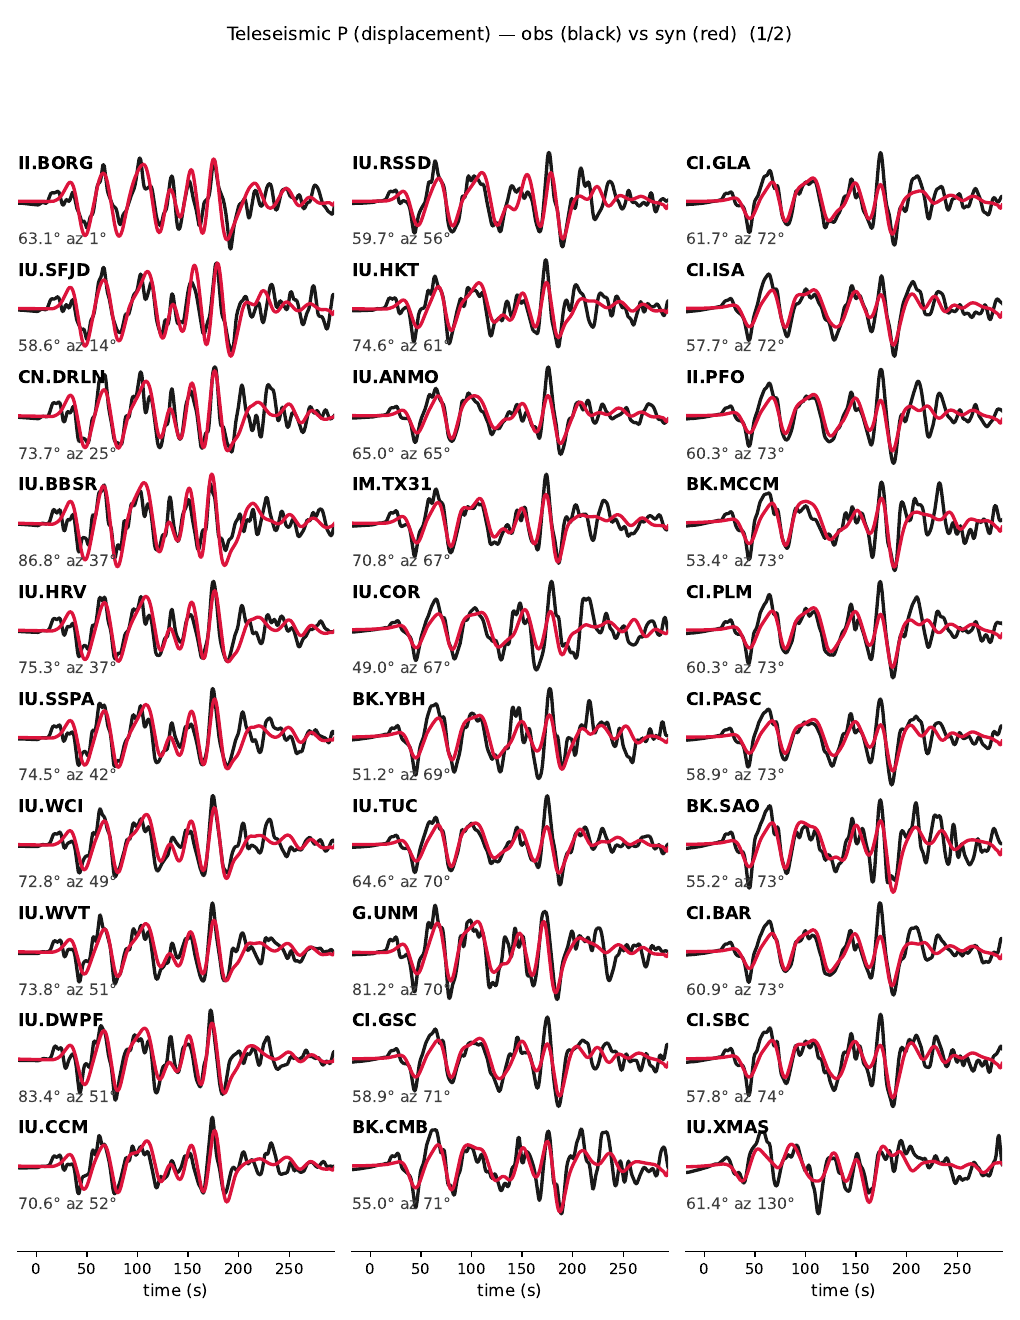 Teleseismic P (displacement) — obs (black) vs syn (red)  (1/2)
II.BORG
63.1° az 1°
IU.SFJD
58.6° az 14°
CN.DRLN
73.7° az 25°
IU.BBSR
86.8° az 37°
IU.HRV
75.3° az 37°
IU.SSPA
74.5° az 42°
IU.WCI
72.8° az 49°
IU.WVT
73.8° az 51°
IU.DWPF
83.4° az 51°
IU.CCM
70.6° az 52°
0 50 100 150 200 250
time (s)
IU.RSSD
59.7° az 56°
IU.HKT
74.6° az 61°
IU.ANMO
65.0° az 65°
IM.TX31
70.8° az 67°
IU.COR
49.0° az 67°
BK.YBH
51.2° az 69°
IU.TUC
64.6° az 70°
G.UNM
81.2° az 70°
CI.GSC
58.9° az 71°
BK.CMB
55.0° az 71°
0 50 100 150 200 250
time (s)
CI.GLA
61.7° az 72°
CI.ISA
57.7° az 72°
II.PFO
60.3° az 73°
BK.MCCM
53.4° az 73°
CI.PLM
60.3° az 73°
CI.PASC
58.9° az 73°
BK.SAO
55.2° az 73°
CI.BAR
60.9° az 73°
CI.SBC
57.8° az 74°
IU.XMAS
61.4° az 130°
0 50 100 150 200 250
time (s)